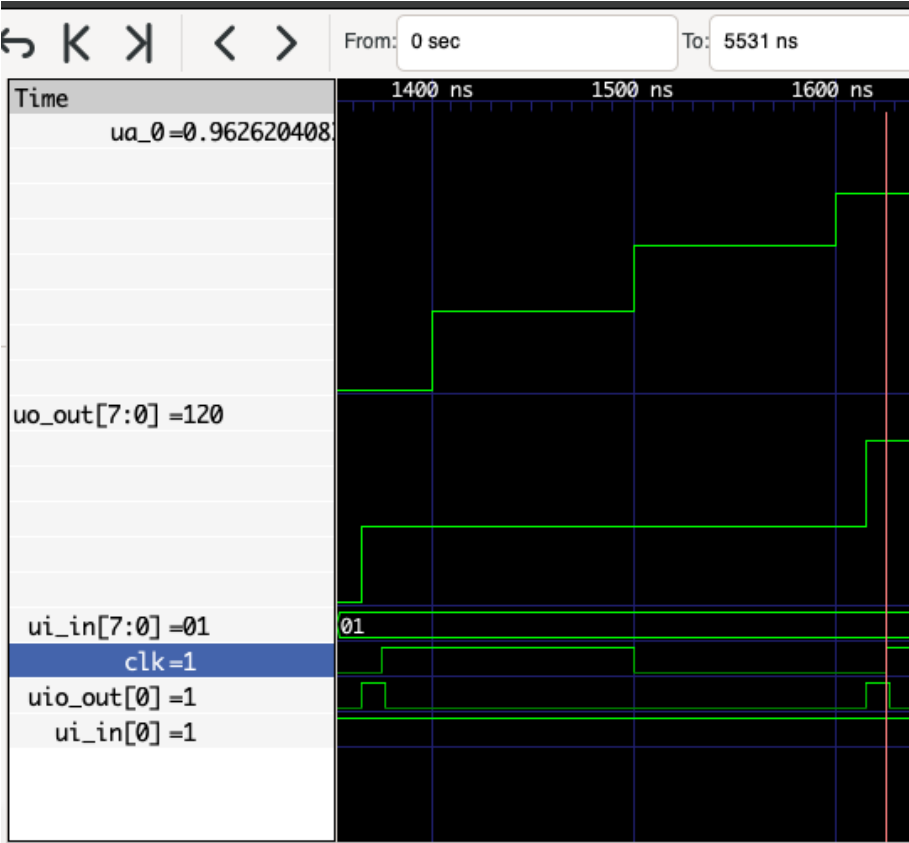 From: 0 sec To: 5531 ns
Time
1400 ns 1500 ns 1600 ns
ua_0=0.962620408
uo_out[7:0] =120
ui_in[7:0] =01
01
clk=1
uio_out[0] =1
ui_in[0] =1